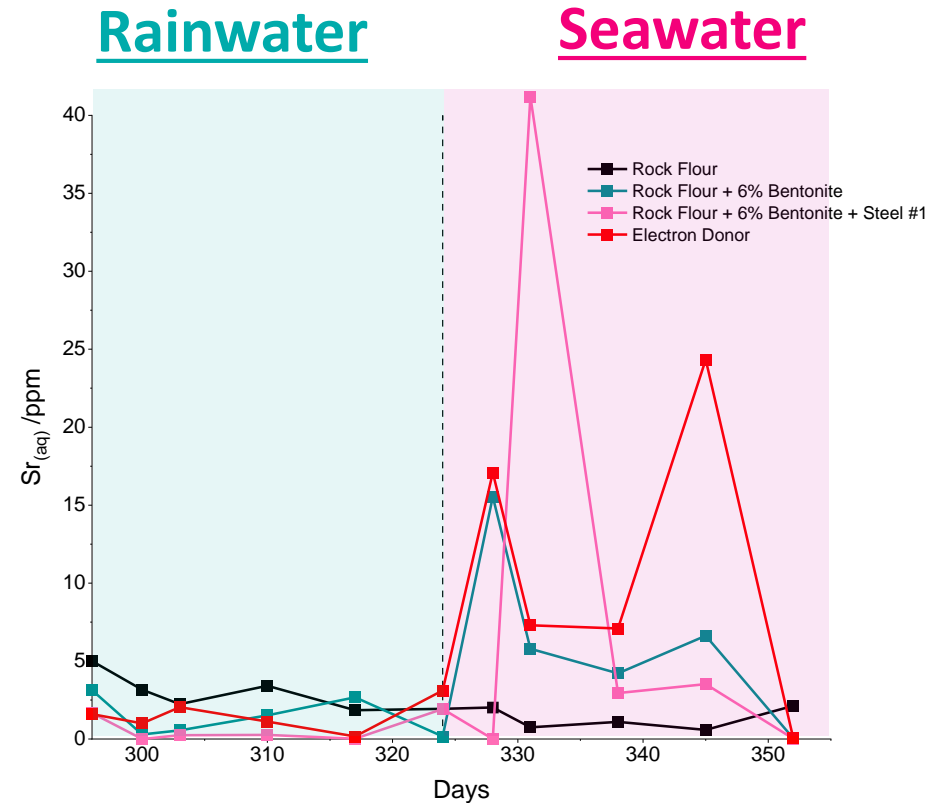 Rainwater
Seawater
40
35
30
25
20
15
10
5
0
Sr(aq) /ppm
Rock Flour
Rock Flour + 6% Bentonite
Rock Flour + 6% Bentonite + Steel #1
Electron Donor
300
310
320
330
340
350
Days